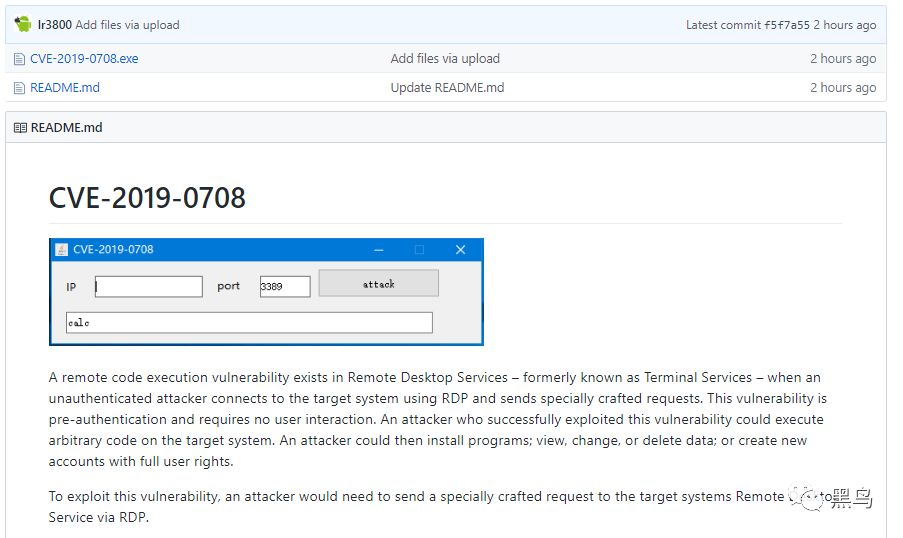 lr3800 Add files via upload Latest commit f5f7a55 2 hours ago
CVE-2019-0708.exe Add files via upload 2 hours ago
README.md Update README.md 2 hours ago
README.md
CVE-2019-0708
CVE-2019-0708
IP port 3389 attack
calc
A remote code execution vulnerability exists in Remote Desktop Services – formerly known as Terminal Services – when an
unauthenticated attacker connects to the target system using RDP and sends specially crafted requests. This vulnerability is
pre-authentication and requires no user interaction. An attacker who successfully exploited this vulnerability could execute
arbitrary code on the target system. An attacker could then install programs; view, change, or delete data; or create new
accounts with full user rights.
To exploit this vulnerability, an attacker would need to send a specially crafted request to the target systems Remote
Service via RDP.
黑鸟